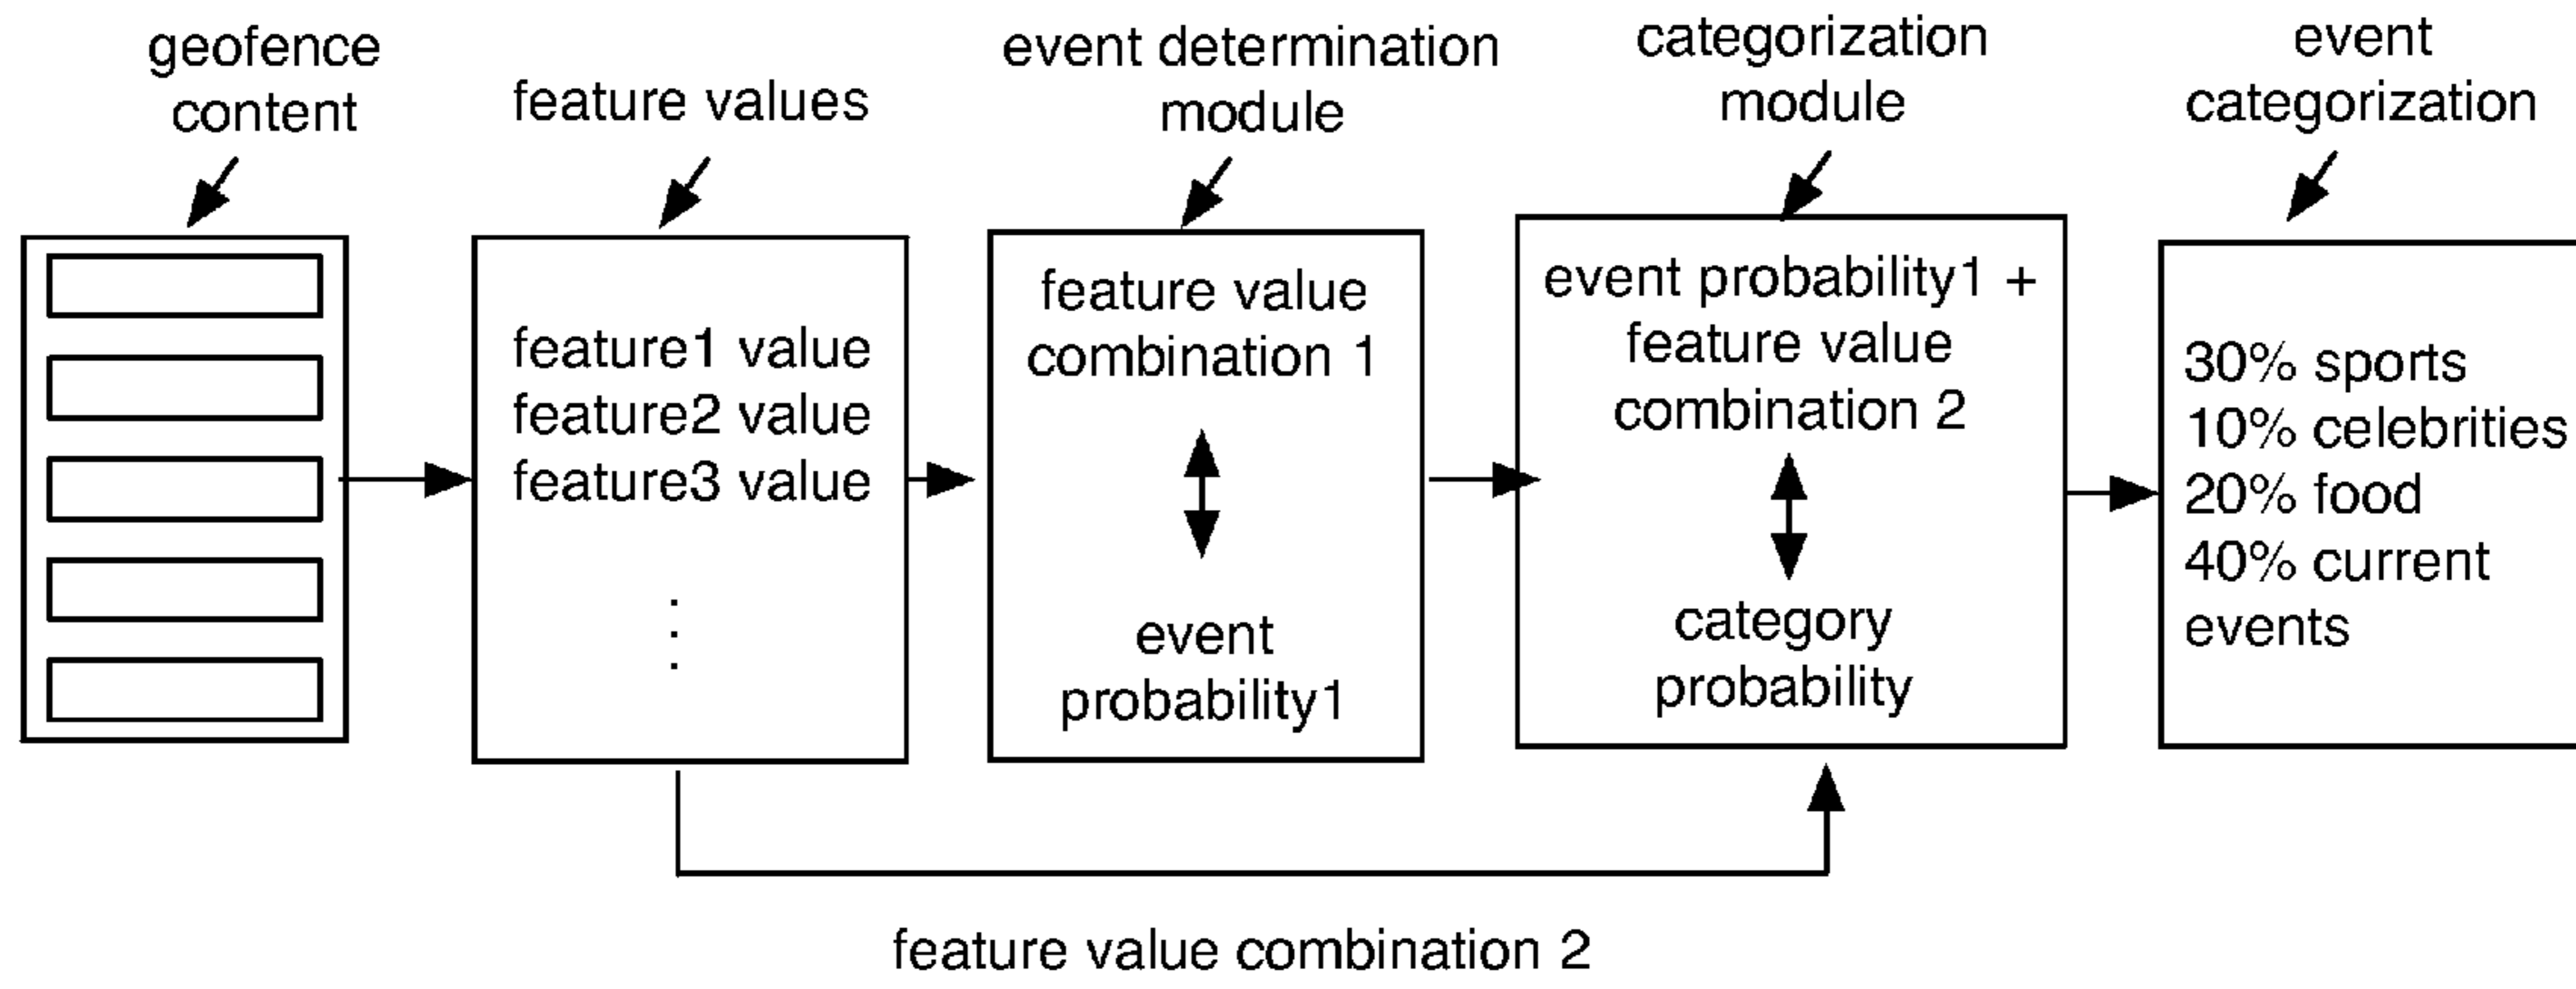 geofence
content
feature values
event determination
module
categorization
module
event
categorization
feature1 value
feature2 value
feature3 value
feature value
combination 1
event
probability1
event probability1 +
feature value
combination 2
category
probability
30% sports
10% celebrities
20% food
40% current
events
feature value combination 2